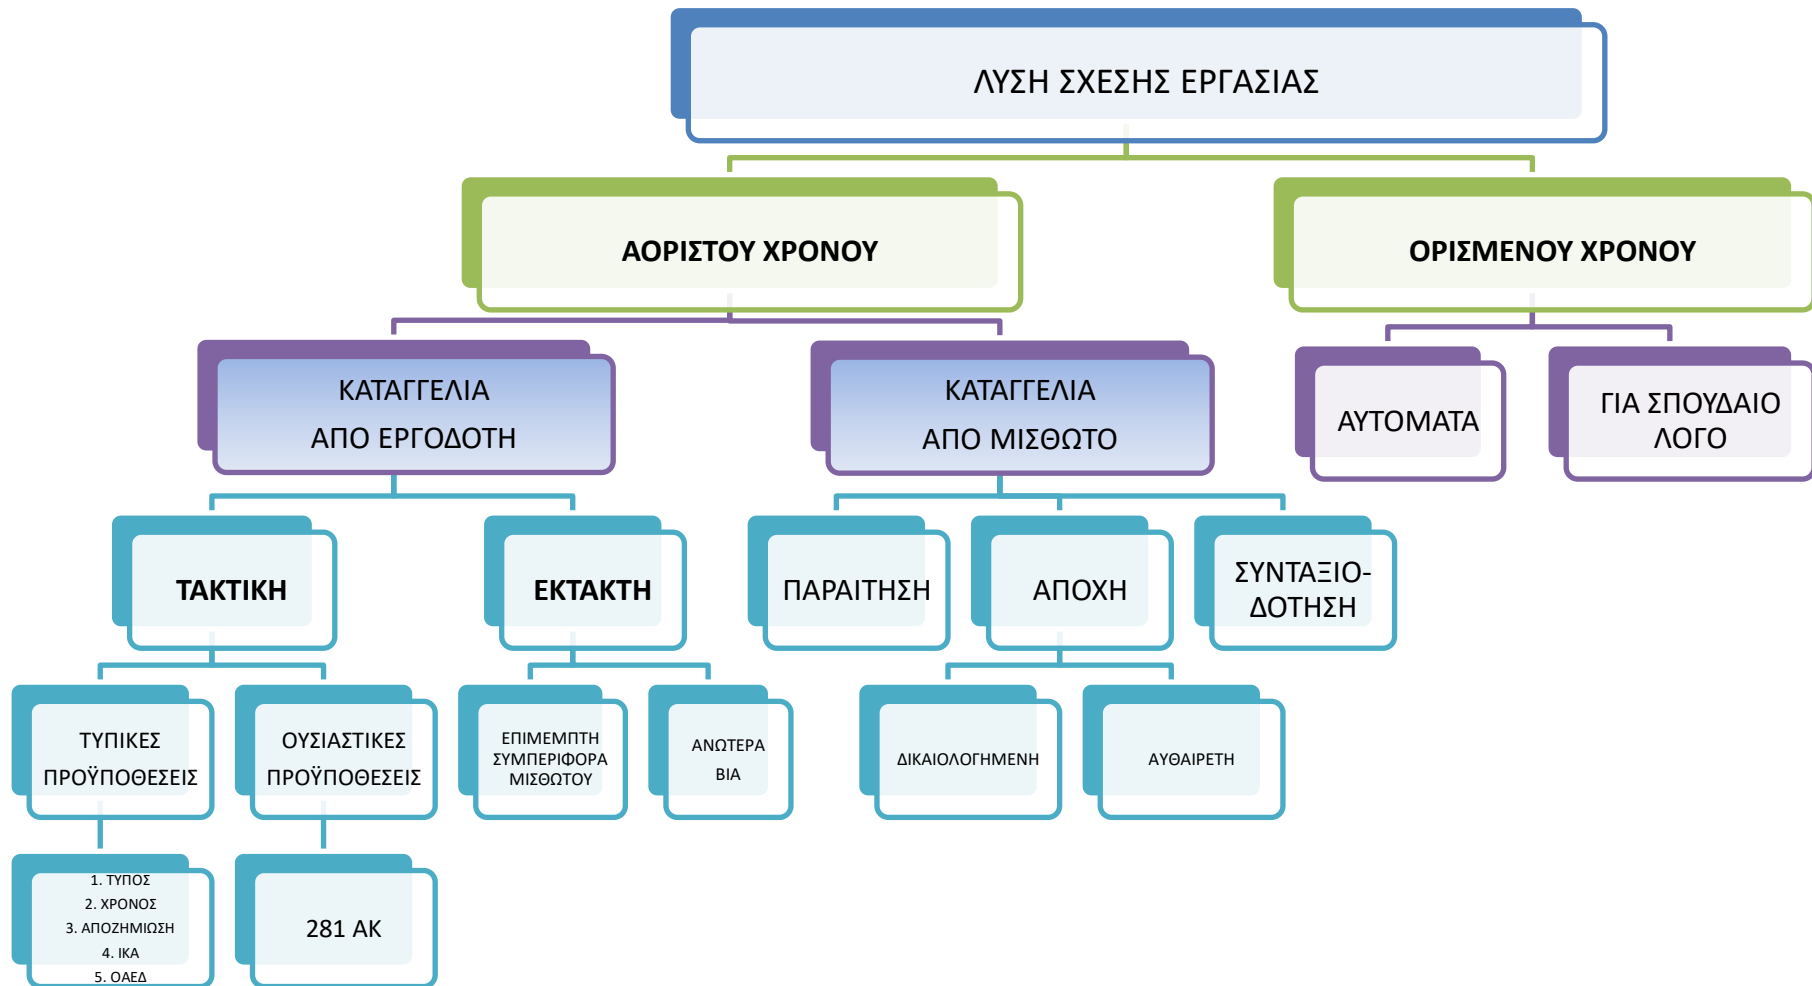 ΛΥΣΗ ΣΧΕΣΗΣ ΕΡΓΑΣΙΑΣ
ΑΟΡΙΣΤΟΥ ΧΡΟΝΟΥ
ΟΡΙΣΜΕΝΟΥ ΧΡΟΝΟΥ
ΚΑΤΑΓΓΕΛΙΑ
ΑΠΟ ΕΡΓΟΔΟΤΗ
ΚΑΤΑΓΓΕΛΙΑ
ΑΠΟ ΜΙΣΘΩΤΟ
ΑΥΤΟΜΑΤΑ
ΓΙΑ ΣΠΟΥΔΑΙΟ
ΛΟΓΟ
ΤΑΚΤΙΚΗ
ΕΚΤΑΚΤΗ
ΠΑΡΑΙΤΗΣΗ
ΑΠΟΧΗ
ΣΥΝΤΑΞΙΟ-
ΔΟΤΗΣΗ
ΤΥΠΙΚΕΣ
ΠΡΟΫΠΟΘΕΣΕΙΣ
ΟΥΣΙΑΣΤΙΚΕΣ
ΠΡΟΫΠΟΘΕΣΕΙΣ
ΕΠΙΜΕΜΠΤΗ
ΣΥΜΠΕΡΙΦΟΡΑ
ΜΙΣΘΩΤΟΥ
ΑΝΩΤΕΡΑ
ΒΙΑ
ΔΙΚΑΙΟΛΟΓΗΜΕΝΗ
ΑΥΘΑΙΡΕΤΗ
1. ΤΥΠΟΣ
2. ΧΡΟΝΟΣ
3. ΑΠΟΖΗΜΙΩΣΗ
4. ΙΚΑ
5. ΟΑΕΔ
281 ΑΚ